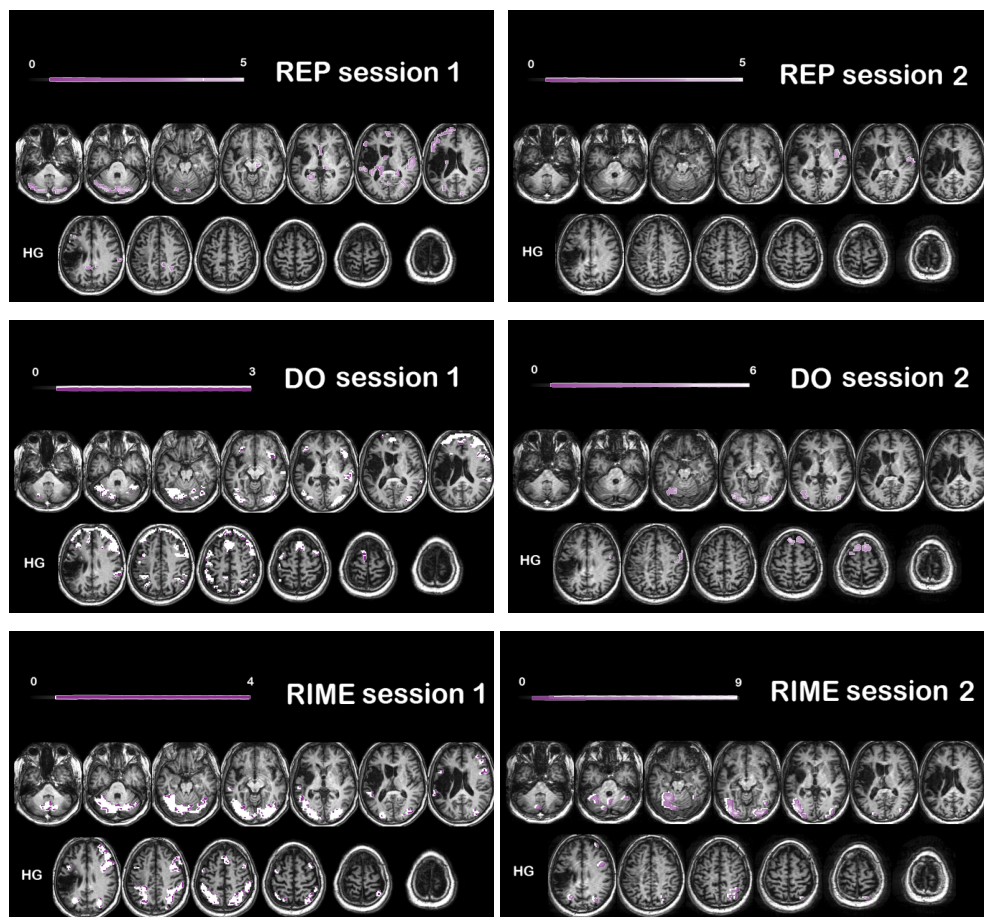 0 5 REP session 1
HG
0 5 REP session 2
HG
0 3 DO session 1
HG
0 6 DO session 2
HG
0 4 RIME session 1
HG
0 9 RIME session 2
HG